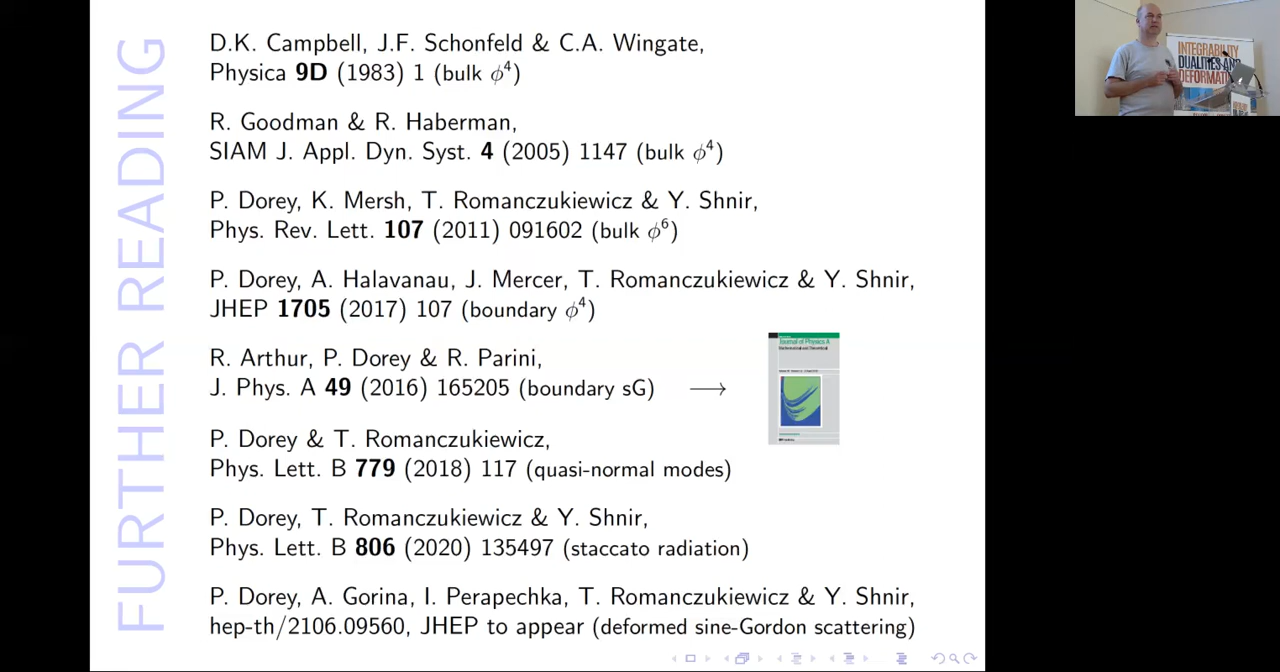 FURTHER READING
D.K. Campbell, J.F. Schonfeld & C.A. Wingate,
Physica 9D (1983) 1 (bulk ϕ⁴)
R. Goodman & R. Haberman,
SIAM J. Appl. Dyn. Syst. 4 (2005) 1147 (bulk ϕ⁴)
P. Dorey, K. Mersh, T. Romanczukiewicz & Y. Shnir,
Phys. Rev. Lett. 107 (2011) 091602 (bulk ϕ⁶)
P. Dorey, A. Halavanau, J. Mercer, T. Romanczukiewicz & Y. Shnir,
JHEP 1705 (2017) 107 (boundary ϕ⁴)
R. Arthur, P. Dorey & R. Parini,
J. Phys. A 49 (2016) 165205 (boundary sG) ⟶
Journal of Physics A
P. Dorey & T. Romanczukiewicz,
Phys. Lett. B 779 (2018) 117 (quasi-normal modes)
P. Dorey, T. Romanczukiewicz & Y. Shnir,
Phys. Lett. B 806 (2020) 135497 (staccato radiation)
P. Dorey, A. Gorina, I. Perapechka, T. Romanczukiewicz & Y. Shnir,
hep-th/2106.09560, JHEP to appear (deformed sine-Gordon scattering)
INTEGRABILITY
DUALITIES AND